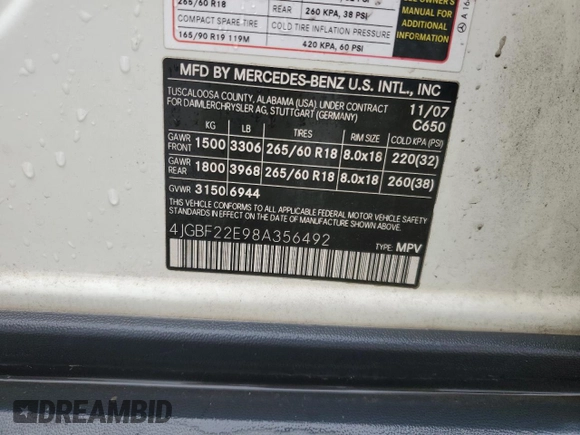 265/60 R18
REAR
260 KPA, 38 PSI
COMPACT SPARE TIRE
COLD TIRE INFLATION PRESSURE
165/90 R19 119M
420 KPA, 60 PSI
MANUAL FOR
ADDITIONAL
INFORMATION
MFD BY MERCEDES-BENZ U.S. INTL., INC
TUSCALOOSA COUNTY, ALABAMA (USA) UNDER CONTRACT
FOR DAIMLERCHRYSLER AG, STUTTGART (GERMANY)
11/07
C650
KG LB TIRES RIM SIZE COLD KPA (PSI)
GAWR FRONT 1500 3306 265/60 R18 8.0x18 220(32)
GAWR REAR 1800 3968 265/60 R18 8.0x18 260(38)
GVWR 3150 6944
THIS VEHICLE CONFORMS TO ALL APPLICABLE FEDERAL MOTOR VEHICLE SAFETY
AND THEFT PREVENTION STANDARDS IN EFFECT ON THE DATE OF MANUFACTURE SHOWN ABOVE.
4JGBF22E98A356492
TYPE: MPV
DREAMBID